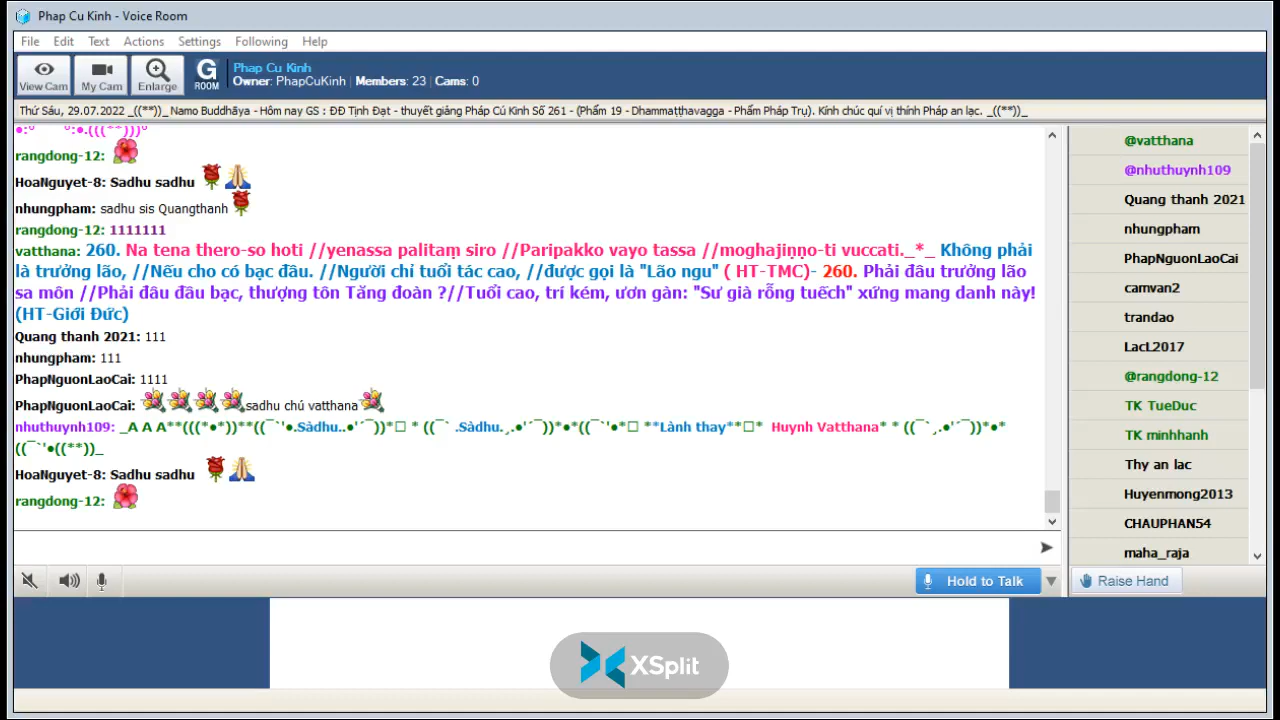 Phap Cu Kinh - Voice Room
File Edit Text Actions Settings Following Help
View Cam My Cam Enlarge G ROOM Phap Cu Kinh
Owner: PhapCuKinh | Members: 23 | Cams: 0
Thứ Sáu, 29.07.2022 _((**))_ Namo Buddhāya - Hôm nay GS : ĐĐ Tịnh Đạt - thuyết giảng Pháp Cú Kinh Số 261 - (Phẩm 19 - Dhammaṭṭhavagga - Phẩm Pháp Trụ). Kính chúc quí vị thính Pháp an lạc. _((**))_
rangdong-12:
HoaNguyet-8: Sadhu sadhu
nhungpham: sadhu sis Quangthanh
rangdong-12: 1111111
vatthana: 260. Na tena thero-so hoti //yenassa palitaṃ siro //Paripakko vayo tassa //moghajiṇṇo-ti vuccati._*_ Không phải
là trưởng lão, //Nếu cho có bạc đầu. //Người chỉ tuổi tác cao, //được gọi là "Lão ngu" ( HT-TMC)- 260. Phải đâu trưởng lão
sa môn //Phải đâu đầu bạc, thượng tôn Tăng đoàn ?//Tuổi cao, trí kém, ươn gàn: "Sư già rỗng tuếch" xứng mang danh này!
(HT-Giới Đức)
Quang thanh 2021: 111
nhungpham: 111
PhapNguonLaoCai: 1111
PhapNguonLaoCai: sadhu chú vatthana
nhuthuynh109: _A A A**(((*●*))**((¯`'●.Sàdhu..●'´¯))*□ * ((¯` .Sàdhu.¸.●'´¯))*●*((¯`'●*□ **Lành thay**□* Huynh Vatthana* * ((¯`¸.●'´¯))*●*
((¯`'●((**))_
HoaNguyet-8: Sadhu sadhu
rangdong-12:
Hold to Talk
@vatthana
@nhuthuynh109
Quang thanh 2021
nhungpham
PhapNguonLaoCai
camvan2
trandao
LacL2017
@rangdong-12
TK TueDuc
TK minhhanh
Thy an lac
Huyenmong2013
CHAUPHAN54
maha_raja
Raise Hand
XSplit